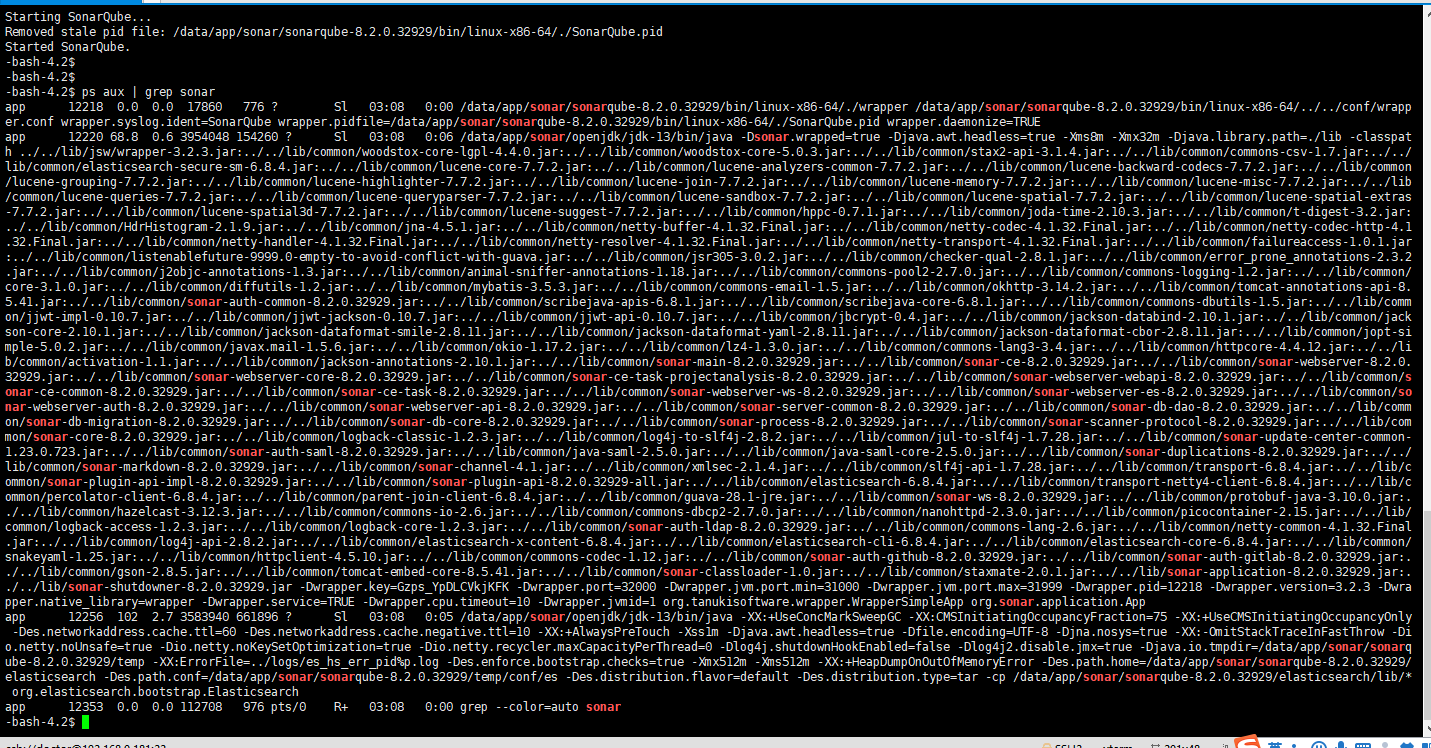 Starting SonarQube...
Removed stale pid file: /data/app/sonar/sonarqube-8.2.0.32929/bin/linux-x86-64/./SonarQube.pid
Started SonarQube.
-bash-4.2$
-bash-4.2$
-bash-4.2$ ps aux | grep sonar
app      12218  0.0  0.0  17860   776 ?        Sl   03:08   0:00 /data/app/sonar/sonarqube-8.2.0.32929/bin/linux-x86-64/./wrapper /data/app/sonar/sonarqube-8.2.0.32929/bin/linux-x86-64/../../conf/wrapp
er.conf wrapper.syslog.ident=SonarQube wrapper.pidfile=/data/app/sonar/sonarqube-8.2.0.32929/bin/linux-x86-64/./SonarQube.pid wrapper.daemonize=TRUE
app      12220 68.8  0.6 3954048 154260 ?      Sl   03:08   0:06 /data/app/sonar/openjdk/jdk-13/bin/java -Dsonar.wrapped=true -Djava.awt.headless=true -Xms8m -Xmx32m -Djava.library.path=./lib -classpat
h ../../lib/jsw/wrapper-3.2.3.jar:../../lib/common/woodstox-core-lgpl-4.4.0.jar:../../lib/common/woodstox-core-5.0.3.jar:../../lib/common/stax2-api-3.1.4.jar:../../lib/common/commons-csv-1.7.jar:../../
lib/common/elasticsearch-secure-sm-6.8.4.jar:../../lib/common/lucene-core-7.7.2.jar:../../lib/common/lucene-analyzers-common-7.7.2.jar:../../lib/common/lucene-backward-codecs-7.7.2.jar:../../lib/common
/lucene-grouping-7.7.2.jar:../../lib/common/lucene-highlighter-7.7.2.jar:../../lib/common/lucene-join-7.7.2.jar:../../lib/common/lucene-memory-7.7.2.jar:../../lib/common/lucene-misc-7.7.2.jar:../../lib
/common/lucene-queries-7.7.2.jar:../../lib/common/lucene-queryparser-7.7.2.jar:../../lib/common/lucene-sandbox-7.7.2.jar:../../lib/common/lucene-spatial-7.7.2.jar:../../lib/common/lucene-spatial-extras
-7.7.2.jar:../../lib/common/lucene-spatial3d-7.7.2.jar:../../lib/common/lucene-suggest-7.7.2.jar:../../lib/common/hppc-0.7.1.jar:../../lib/common/joda-time-2.10.3.jar:../../lib/common/t-digest-3.2.jar:
../../lib/common/HdrHistogram-2.1.9.jar:../../lib/common/jna-4.5.1.jar:../../lib/common/netty-buffer-4.1.32.Final.jar:../../lib/common/netty-codec-4.1.32.Final.jar:../../lib/common/netty-codec-http-4.1
.32.Final.jar:../../lib/common/netty-handler-4.1.32.Final.jar:../../lib/common/netty-resolver-4.1.32.Final.jar:../../lib/common/netty-transport-4.1.32.Final.jar:../../lib/common/failureaccess-1.0.1.jar
:../../lib/common/listenablefuture-9999.0-empty-to-avoid-conflict-with-guava.jar:../../lib/common/jsr305-3.0.2.jar:../../lib/common/checker-qual-2.8.1.jar:../../lib/common/error_prone_annotations-2.3.2
.jar:../../lib/common/j2objc-annotations-1.3.jar:../../lib/common/animal-sniffer-annotations-1.18.jar:../../lib/common/commons-pool2-2.7.0.jar:../../lib/common/commons-logging-1.2.jar:../../lib/common/
core-3.1.0.jar:../../lib/common/diffutils-1.2.jar:../../lib/common/mybatis-3.5.3.jar:../../lib/common/commons-email-1.5.jar:../../lib/common/okhttp-3.14.2.jar:../../lib/common/tomcat-annotations-api-8.
5.41.jar:../../lib/common/sonar-auth-common-8.2.0.32929.jar:../../lib/common/scribejava-apis-6.8.1.jar:../../lib/common/scribejava-core-6.8.1.jar:../../lib/common/commons-dbutils-1.5.jar:../../lib/comm
on/jjwt-impl-0.10.7.jar:../../lib/common/jjwt-jackson-0.10.7.jar:../../lib/common/jjwt-api-0.10.7.jar:../../lib/common/jbcrypt-0.4.jar:../../lib/common/jackson-databind-2.10.1.jar:../../lib/common/jack
son-core-2.10.1.jar:../../lib/common/jackson-dataformat-smile-2.8.11.jar:../../lib/common/jackson-dataformat-yaml-2.8.11.jar:../../lib/common/jackson-dataformat-cbor-2.8.11.jar:../../lib/common/jopt-si
mple-5.0.2.jar:../../lib/common/javax.mail-1.5.6.jar:../../lib/common/okio-1.17.2.jar:../../lib/common/lz4-1.3.0.jar:../../lib/common/commons-lang3-3.4.jar:../../lib/common/httpcore-4.4.12.jar:../../li
b/common/activation-1.1.jar:../../lib/common/jackson-annotations-2.10.1.jar:../../lib/common/sonar-main-8.2.0.32929.jar:../../lib/common/sonar-ce-8.2.0.32929.jar:../../lib/common/sonar-webserver-8.2.0.
32929.jar:../../lib/common/sonar-webserver-core-8.2.0.32929.jar:../../lib/common/sonar-ce-task-projectanalysis-8.2.0.32929.jar:../../lib/common/sonar-webserver-webapi-8.2.0.32929.jar:../../lib/common/s
onar-ce-common-8.2.0.32929.jar:../../lib/common/sonar-ce-task-8.2.0.32929.jar:../../lib/common/sonar-webserver-ws-8.2.0.32929.jar:../../lib/common/sonar-webserver-es-8.2.0.32929.jar:../../lib/common/so
nar-webserver-auth-8.2.0.32929.jar:../../lib/common/sonar-webserver-api-8.2.0.32929.jar:../../lib/common/sonar-server-common-8.2.0.32929.jar:../../lib/common/sonar-db-dao-8.2.0.32929.jar:../../lib/comm
on/sonar-db-migration-8.2.0.32929.jar:../../lib/common/sonar-db-core-8.2.0.32929.jar:../../lib/common/sonar-process-8.2.0.32929.jar:../../lib/common/sonar-scanner-protocol-8.2.0.32929.jar:../../lib/com
mon/sonar-core-8.2.0.32929.jar:../../lib/common/logback-classic-1.2.3.jar:../../lib/common/log4j-to-slf4j-2.8.2.jar:../../lib/common/jul-to-slf4j-1.7.28.jar:../../lib/common/sonar-update-center-common-
1.23.0.723.jar:../../lib/common/sonar-auth-saml-8.2.0.32929.jar:../../lib/common/java-saml-2.5.0.jar:../../lib/common/java-saml-core-2.5.0.jar:../../lib/common/sonar-duplications-8.2.0.32929.jar:../../
lib/common/sonar-markdown-8.2.0.32929.jar:../../lib/common/sonar-channel-4.1.jar:../../lib/common/xmlsec-2.1.4.jar:../../lib/common/slf4j-api-1.7.28.jar:../../lib/common/transport-6.8.4.jar:../../lib/c
ommon/sonar-plugin-api-impl-8.2.0.32929.jar:../../lib/common/sonar-plugin-api-8.2.0.32929-all.jar:../../lib/common/elasticsearch-6.8.4.jar:../../lib/common/transport-netty4-client-6.8.4.jar:../../lib/c
ommon/percolator-client-6.8.4.jar:../../lib/common/parent-join-client-6.8.4.jar:../../lib/common/guava-28.1-jre.jar:../../lib/common/sonar-ws-8.2.0.32929.jar:../../lib/common/protobuf-java-3.10.0.jar:.
./../lib/common/hazelcast-3.12.3.jar:../../lib/common/commons-io-2.6.jar:../../lib/common/commons-dbcp2-2.7.0.jar:../../lib/common/nanohttpd-2.3.0.jar:../../lib/common/picocontainer-2.15.jar:../../lib/
common/logback-access-1.2.3.jar:../../lib/common/logback-core-1.2.3.jar:../../lib/common/sonar-auth-ldap-8.2.0.32929.jar:../../lib/common/commons-lang-2.6.jar:../../lib/common/netty-common-4.1.32.Final
.jar:../../lib/common/log4j-api-2.8.2.jar:../../lib/common/elasticsearch-x-content-6.8.4.jar:../../lib/common/elasticsearch-cli-6.8.4.jar:../../lib/common/elasticsearch-core-6.8.4.jar:../../lib/common/
snakeyaml-1.25.jar:../../lib/common/httpclient-4.5.10.jar:../../lib/common/commons-codec-1.12.jar:../../lib/common/sonar-auth-github-8.2.0.32929.jar:../../lib/common/sonar-auth-gitlab-8.2.0.32929.jar:.
./../lib/common/gson-2.8.5.jar:../../lib/common/tomcat-embed-core-8.5.41.jar:../../lib/common/sonar-classloader-1.0.jar:../../lib/common/staxmate-2.0.1.jar:../../lib/common/sonar-application-8.2.0.32929.jar:.
./../lib/sonar-shutdowner-8.2.0.32929.jar -Dwrapper.key=Gzps_YpDLCVkjKFK -Dwrapper.port=32000 -Dwrapper.jvm.port.min=31000 -Dwrapper.jvm.port.max=31999 -Dwrapper.pid=12218 -Dwrapper.version=3.2.3 -Dwra
pper.native_library=wrapper -Dwrapper.service=TRUE -Dwrapper.cpu.timeout=10 -Dwrapper.jvmid=1 org.tanukisoftware.wrapper.WrapperSimpleApp org.sonar.application.App
app      12256  102  2.7 3583940 661896 ?      Sl   03:08   0:05 /data/app/sonar/openjdk/jdk-13/bin/java -XX:+UseConcMarkSweepGC -XX:CMSInitiatingOccupancyFraction=75 -XX:+UseCMSInitiatingOccupancyOnly
 -Des.networkaddress.cache.ttl=60 -Des.networkaddress.cache.negative.ttl=10 -XX:+AlwaysPreTouch -Xss1m -Djava.awt.headless=true -Dfile.encoding=UTF-8 -Djna.nosys=true -XX:-OmitStackTraceInFastThrow -Di
o.netty.noUnsafe=true -Dio.netty.noKeySetOptimization=true -Dio.netty.recycler.maxCapacityPerThread=0 -Dlog4j.shutdownHookEnabled=false -Dlog4j2.disable.jmx=true -Djava.io.tmpdir=/data/app/sonar/sonarq
ube-8.2.0.32929/temp -XX:ErrorFile=../logs/es_hs_err_pid%p.log -Des.enforce.bootstrap.checks=true -Xmx512m -Xms512m -XX:+HeapDumpOnOutOfMemoryError -Des.path.home=/data/app/sonar/sonarqube-8.2.0.32929/
elasticsearch -Des.path.conf=/data/app/sonar/sonarqube-8.2.0.32929/temp/conf/es -Des.distribution.flavor=default -Des.distribution.type=tar -cp /data/app/sonar/sonarqube-8.2.0.32929/elasticsearch/lib/*
 org.elasticsearch.bootstrap.Elasticsearch
app      12353  0.0  0.0 112708   976 pts/0    R+   03:08   0:00 grep --color=auto sonar
-bash-4.2$